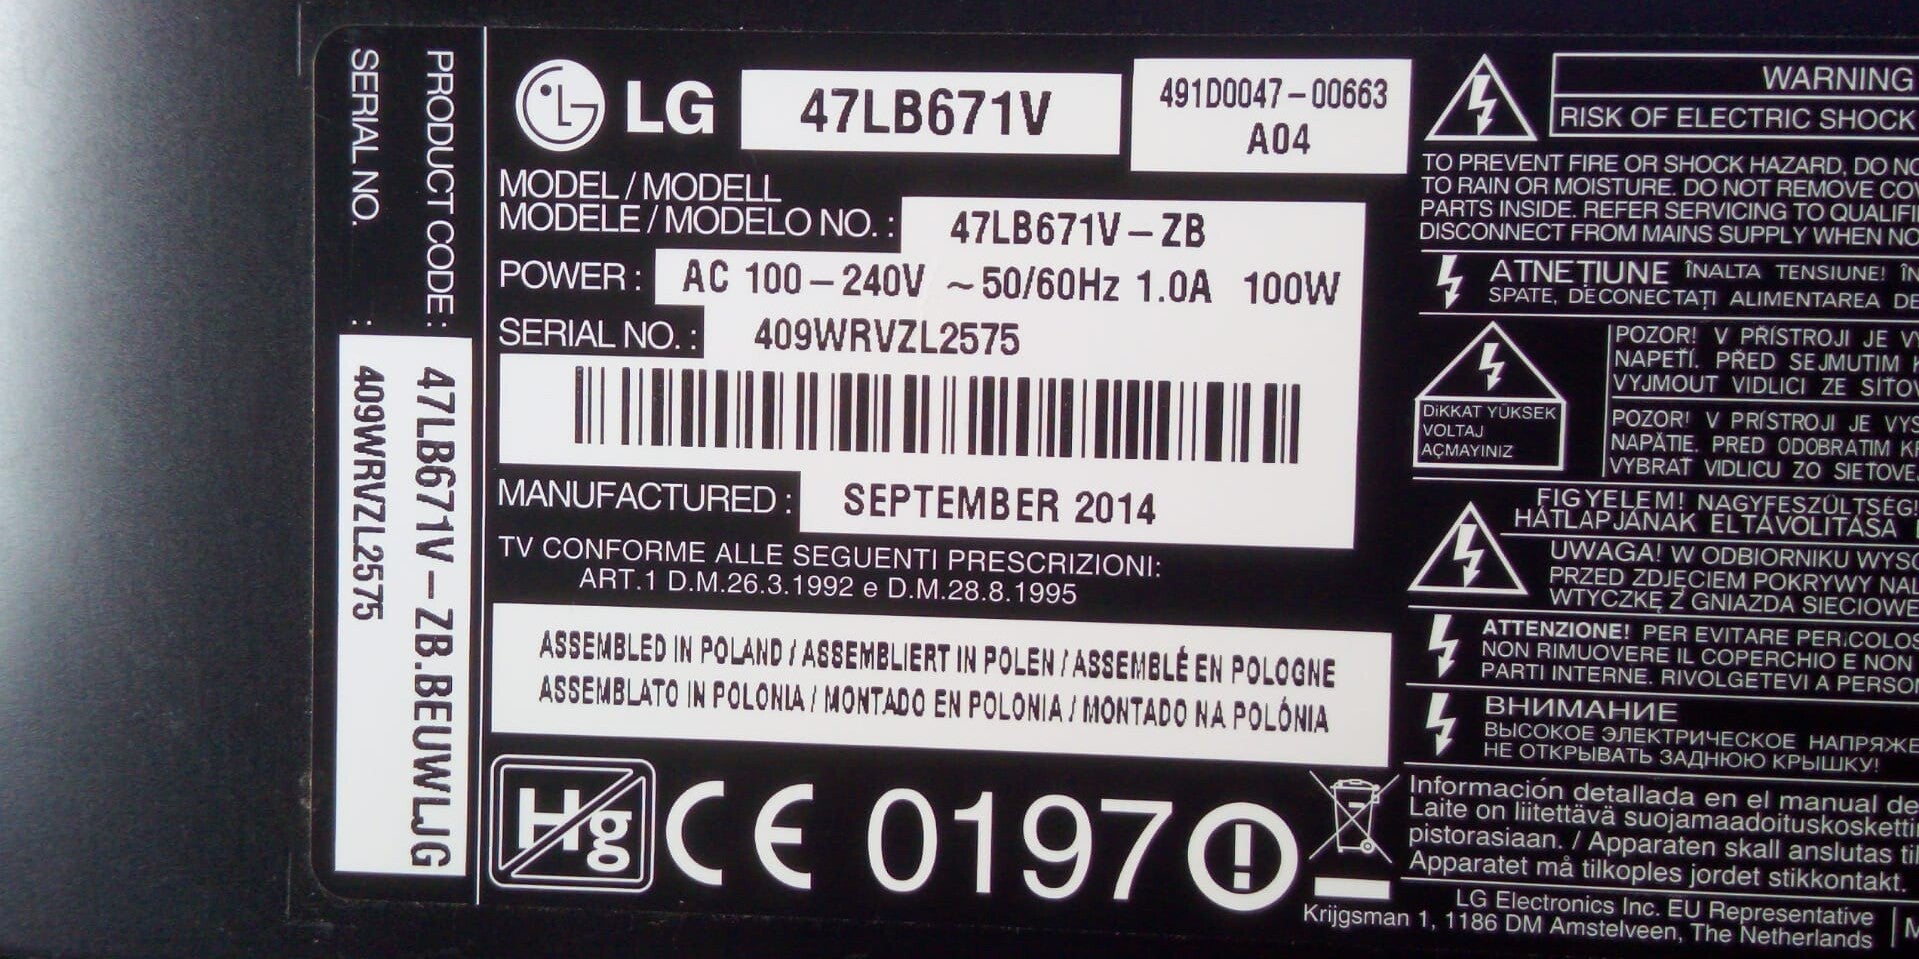 PRODUCT CODE: 47LB671V-ZB.BEUWLJG
SERIAL NO. : 409WRVZL2575
LG 47LB671V
491D0047-00663
A04
MODEL / MODELL
MODELE / MODELO NO. : 47LB671V-ZB
POWER : AC 100-240V ~50/60Hz 1.0A 100W
SERIAL NO. : 409WRVZL2575
MANUFACTURED : SEPTEMBER 2014
TV CONFORME ALLE SEGUENTI PRESCRIZIONI:
ART.1 D.M.26.3.1992 e D.M.28.8.1995
ASSEMBLED IN POLAND / ASSEMBLIERT IN POLEN / ASSEMBLÉ EN POLOGNE
ASSEMBLATO IN POLONIA / MONTADO EN POLONIA / MONTADO NA POLÓNIA
Hg CE 0197
WARNING
RISK OF ELECTRIC SHOCK
TO PREVENT FIRE OR SHOCK HAZARD, DO
TO RAIN OR MOISTURE. DO NOT REMOVE
PARTS INSIDE. REFER SERVICING TO
DISCONNECT FROM MAINS SUPPLY WHEN
ATNEȚIUNE ÎNALTA TENSIUNE!
SPATE, DECONECTAȚI ALIMENTAREA
POZOR! V PŘÍSTROJI JE
NAPETÍ. PŘED SEJMUTIM
VYJMOUT VIDLICI ZE
DİKKAT YÜKSEK
VOLTAJ
AÇMAYINIZ
POZOR! V PRÍSTROJI JE
NAPÄTIE. PRED ODOBRATIM
VYBRAŤ VIDLICU ZO
FIGYELEM! NAGYFESZÜLTSÉG!
HÁTLAPJÁNAK ELTÁVOLITÁSA
UWAGA! W ODBIORNIKU
PRZED ZDJĘCIEM POKRYWY
WTYCZKĘ Z GNIAZDA
ATTENZIONE! PER EVITARE
NON RIMUOVERE IL COPERCHIO E NON
PARTI INTERNE. RIVOLGETEVI A
ВНИМАНИЕ
ВЫСОКОЕ ЭЛЕКТРИЧЕСКОЕ
НЕ ОТКРЫВАТЬ ЗАДНЮЮ КРЫШКУ!
Información detallada en el manual
Laite on liitettävä
pistorasiaan. / Apparaten skall anslutas
Apparatet må tilkoples jordet stikkontakt.
LG Electronics Inc. EU Representative
Krijgsman 1, 1186 DM Amstelveen, The Netherlands